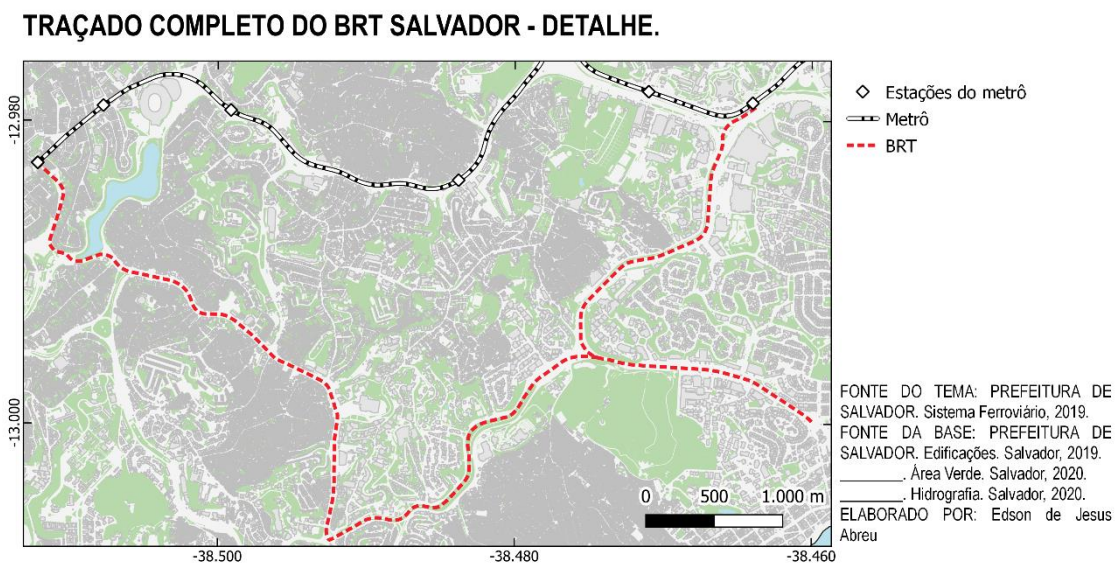 TRAÇADO COMPLETO DO BRT SALVADOR - DETALHE.
-12.980
-13.000
-38.500
-38.480
-38.460
0 500 1.000 m
Estações do metrô
Metrô
BRT
FONTE DO TEMA: PREFEITURA DE
SALVADOR. Sistema Ferroviário, 2019.
FONTE DA BASE: PREFEITURA DE
SALVADOR. Edificações. Salvador, 2019.
________. Área Verde. Salvador, 2020.
________. Hidrografia. Salvador, 2020.
ELABORADO POR: Edson de Jesus
Abreu